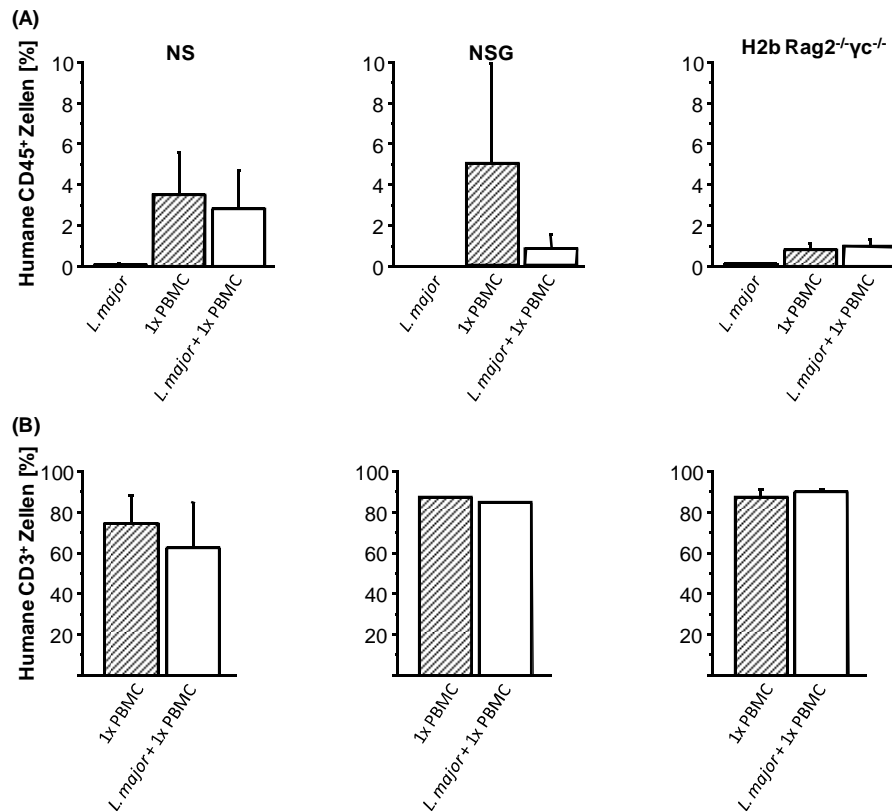 (A)
NS
NSG
H2b Rag2-/-γc-/-
Humane CD45+ Zellen [%]
10
8
6
4
2
0
L. major
1x PBMC
L. major + 1x PBMC
10
8
6
4
2
0
L. major
1x PBMC
L. major + 1x PBMC
10
8
6
4
2
0
L. major
1x PBMC
L. major + 1x PBMC
(B)
Humane CD3+ Zellen [%]
100
80
60
40
20
1x PBMC
L. major + 1x PBMC
100
80
60
40
20
1x PBMC
L. major + 1x PBMC
100
80
60
40
20
1x PBMC
L. major + 1x PBMC